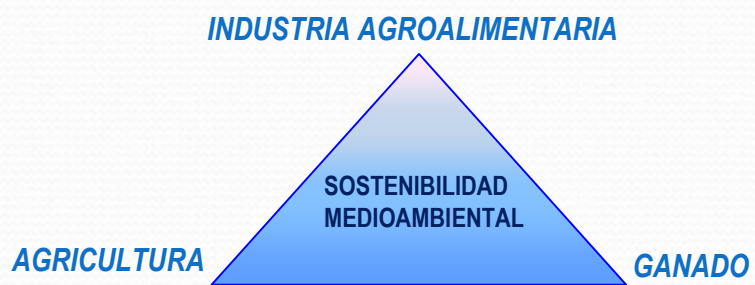 INDUSTRIA AGROALIMENTARIA
SOSTENIBILIDAD
MEDIOAMBIENTAL
AGRICULTURA
GANADO